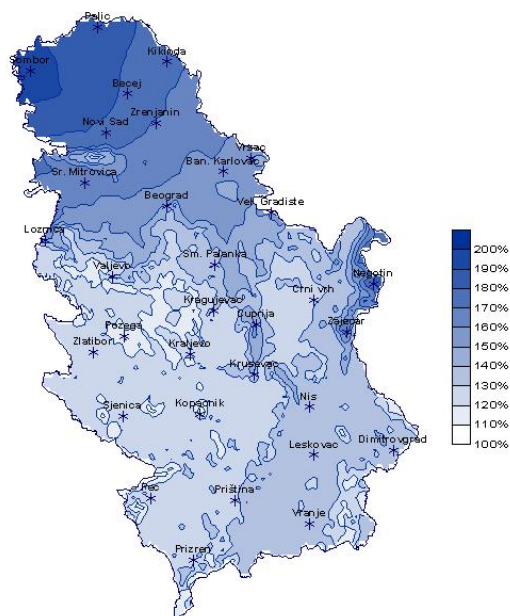 Palic
Kikloda
Sombor
Becej
Zrenjanin
Novi Sad
Vrsac
Ban. Karlovac
Sr. Mitrovica
Beograd
Vel. Gradiste
Loznica
Sm. Palanka
Valjevo
Negotin
Crni vrh
Kragujevac
Cuprija
Zajecar
Pozega
Zlatibor
Kraljevo
Krusevac
Kopaonik
Nis
Sjenica
Leskovac
Dimitrovgrad
Pec
Priština
Vranje
Prizren
200%
190%
180%
170%
160%
150%
140%
130%
120%
110%
100%